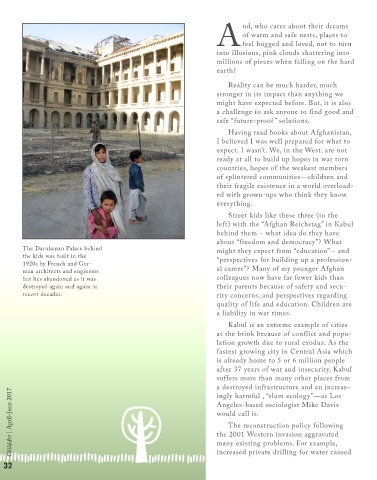 And, who cares about their dreams
of warm and safe nests, places to
feel hugged and loved, not to turn
into illusions, pink clouds skattering into
millions of pieces when falling on the hard
earth?
Reality can be much harder, much
stronger in its impact than anything we
might have expected before. But, it is also
a challenge to ask anyone to find good and
safe “future-proof” solutions.
Having read books about Afghanistan,
I believed I was well prepared for what to
expect. I wasn’t. We, in the West, are not
ready at all to build up hopes in war torn
countries, hopes of the weakest members
of splintered communities—children and
their fragile existence in a world overload-
ed with grown-ups who think they know
everything.
Street kids like these three (to the
left) with the “Afghan Reichstag” in Kabul
behind them – what idea do they have
about “freedom and democracy”? What
might they expect from “education” – and
“perspectives for building up a profession-
al career”? Many of my younger Afghan
colleagues now have far fewer kids than
their parents because of safety and secu-
rity concerns, and perspectives regarding
quality of life and education. Children are
a liability in war times.
Kabul is an extreme example of cities
at the brink because of conflict and popu-
lation growth due to rural exodus. As the
fastest growing city in Central Asia which
is already home to 5 or 6 million people
after 37 years of war and insecurity, Kabul
suffers more than many other places from
a destroyed infrastructure and an increas-
ingly harmful , “slum ecology”—as Los
Angeles-based sociologist Mike Davis
would call it.
The reconstruction policy following
the 2001 Western invasion aggravated
many existing problems. For example,
increased private drilling for water caused
The Darulaman Palace behind
the kids was built in the
1920s by French and Ger-
man architects and engineers
but lies abandoned as it was
destroyed again and again in
recent decades.
| April-June 2017
32